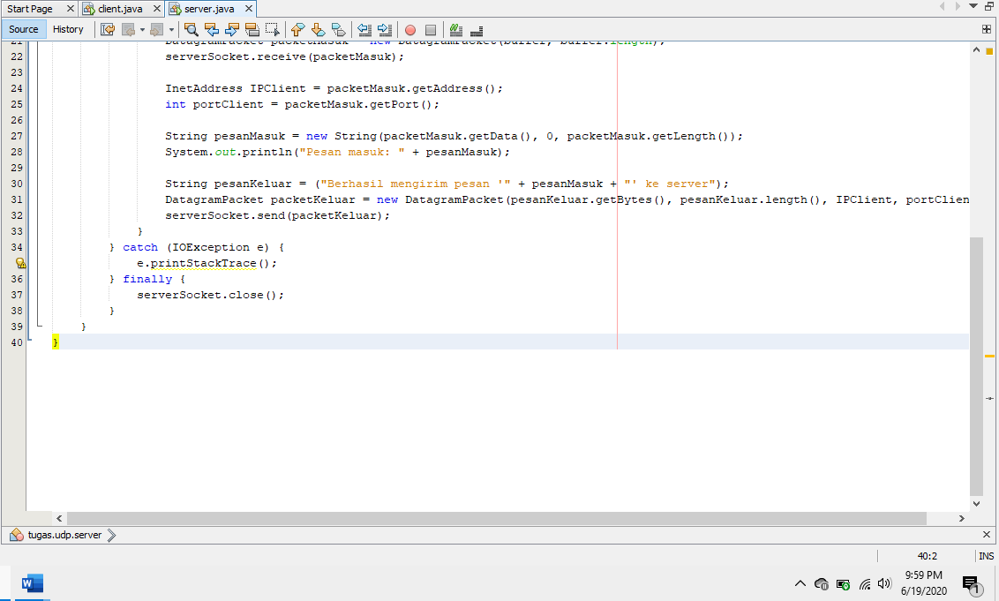 Start Page client.java server.java
Source History
21 DatagramPacket packetMasuk = new DatagramPacket(buffer, buffer.length);
22 serverSocket.receive(packetMasuk);
23
24 InetAddress IPClient = packetMasuk.getAddress();
25 int portClient = packetMasuk.getPort();
26
27 String pesanMasuk = new String(packetMasuk.getData(), 0, packetMasuk.getLength());
28 System.out.println("Pesan masuk: " + pesanMasuk);
29
30 String pesanKeluar = ("Berhasil mengirim pesan '" + pesanMasuk + "' ke server");
31 DatagramPacket packetKeluar = new DatagramPacket(pesanKeluar.getBytes(), pesanKeluar.length(), IPClient, portClien
32 serverSocket.send(packetKeluar);
33 }
34 } catch (IOException e) {
e.printStackTrace();
36 } finally {
37 serverSocket.close();
38 }
39 }
40 }
tugas.udp.server
40:2 INS
W
9:59 PM
6/19/2020
1